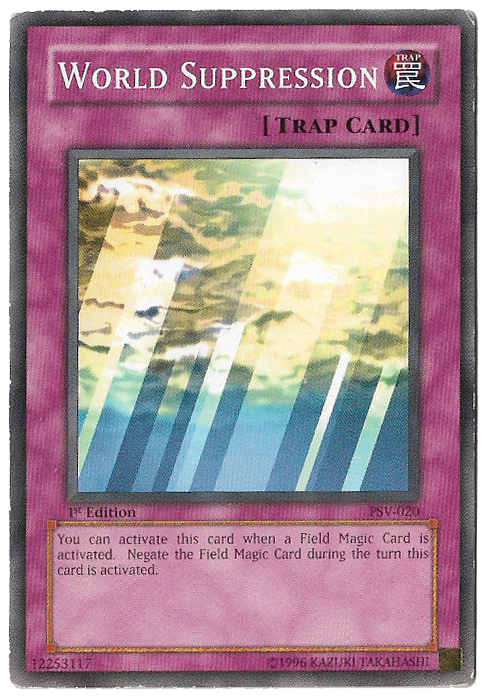 WORLD SUPPRESSION
TRAP
罠
[TRAP CARD]
1st Edition
PSV-020
You can activate this card when a Field Magic Card is
activated. Negate the Field Magic Card during the turn this
card is activated.
12253117
©1996 KAZUKI TAKAHASHI